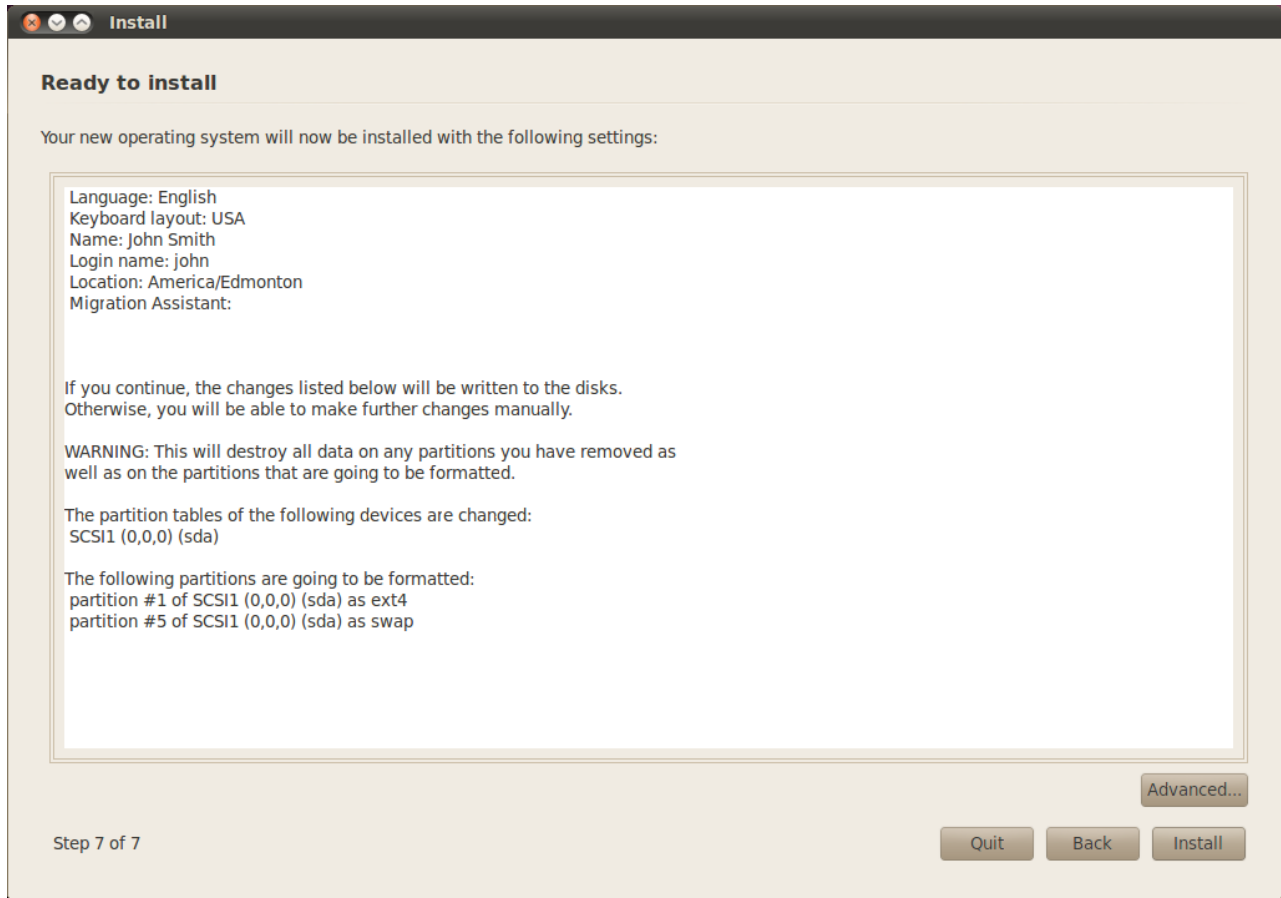 Install
Ready to install
Your new operating system will now be installed with the following settings:
Language: English
Keyboard layout: USA
Name: John Smith
Login name: john
Location: America/Edmonton
Migration Assistant:
If you continue, the changes listed below will be written to the disks.
Otherwise, you will be able to make further changes manually.
WARNING: This will destroy all data on any partitions you have removed as
well as on the partitions that are going to be formatted.
The partition tables of the following devices are changed:
SCSI1 (0,0,0) (sda)
The following partitions are going to be formatted:
partition #1 of SCSI1 (0,0,0) (sda) as ext4
partition #5 of SCSI1 (0,0,0) (sda) as swap
Advanced...
Step 7 of 7
Quit
Back
Install